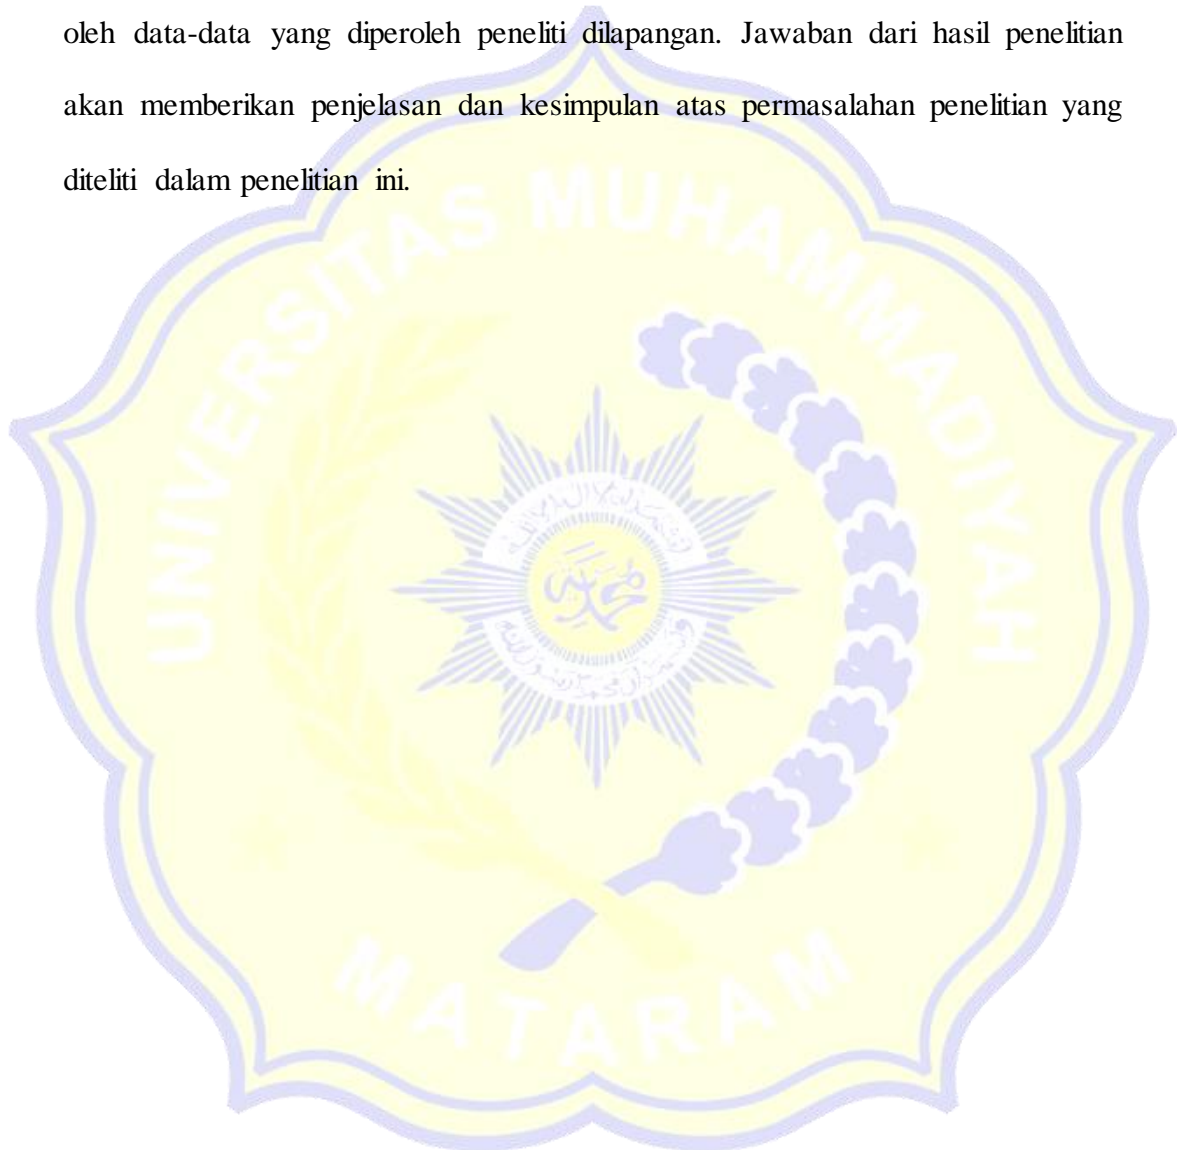 oleh data-data yang diperoleh peneliti dilapangan. Jawaban dari hasil penelitian
akan memberikan penjelasan dan kesimpulan atas permasalahan penelitian yang
diteliti dalam penelitian ini.
UNIVERSITAS MUHAMMADIYAH
MATARAM